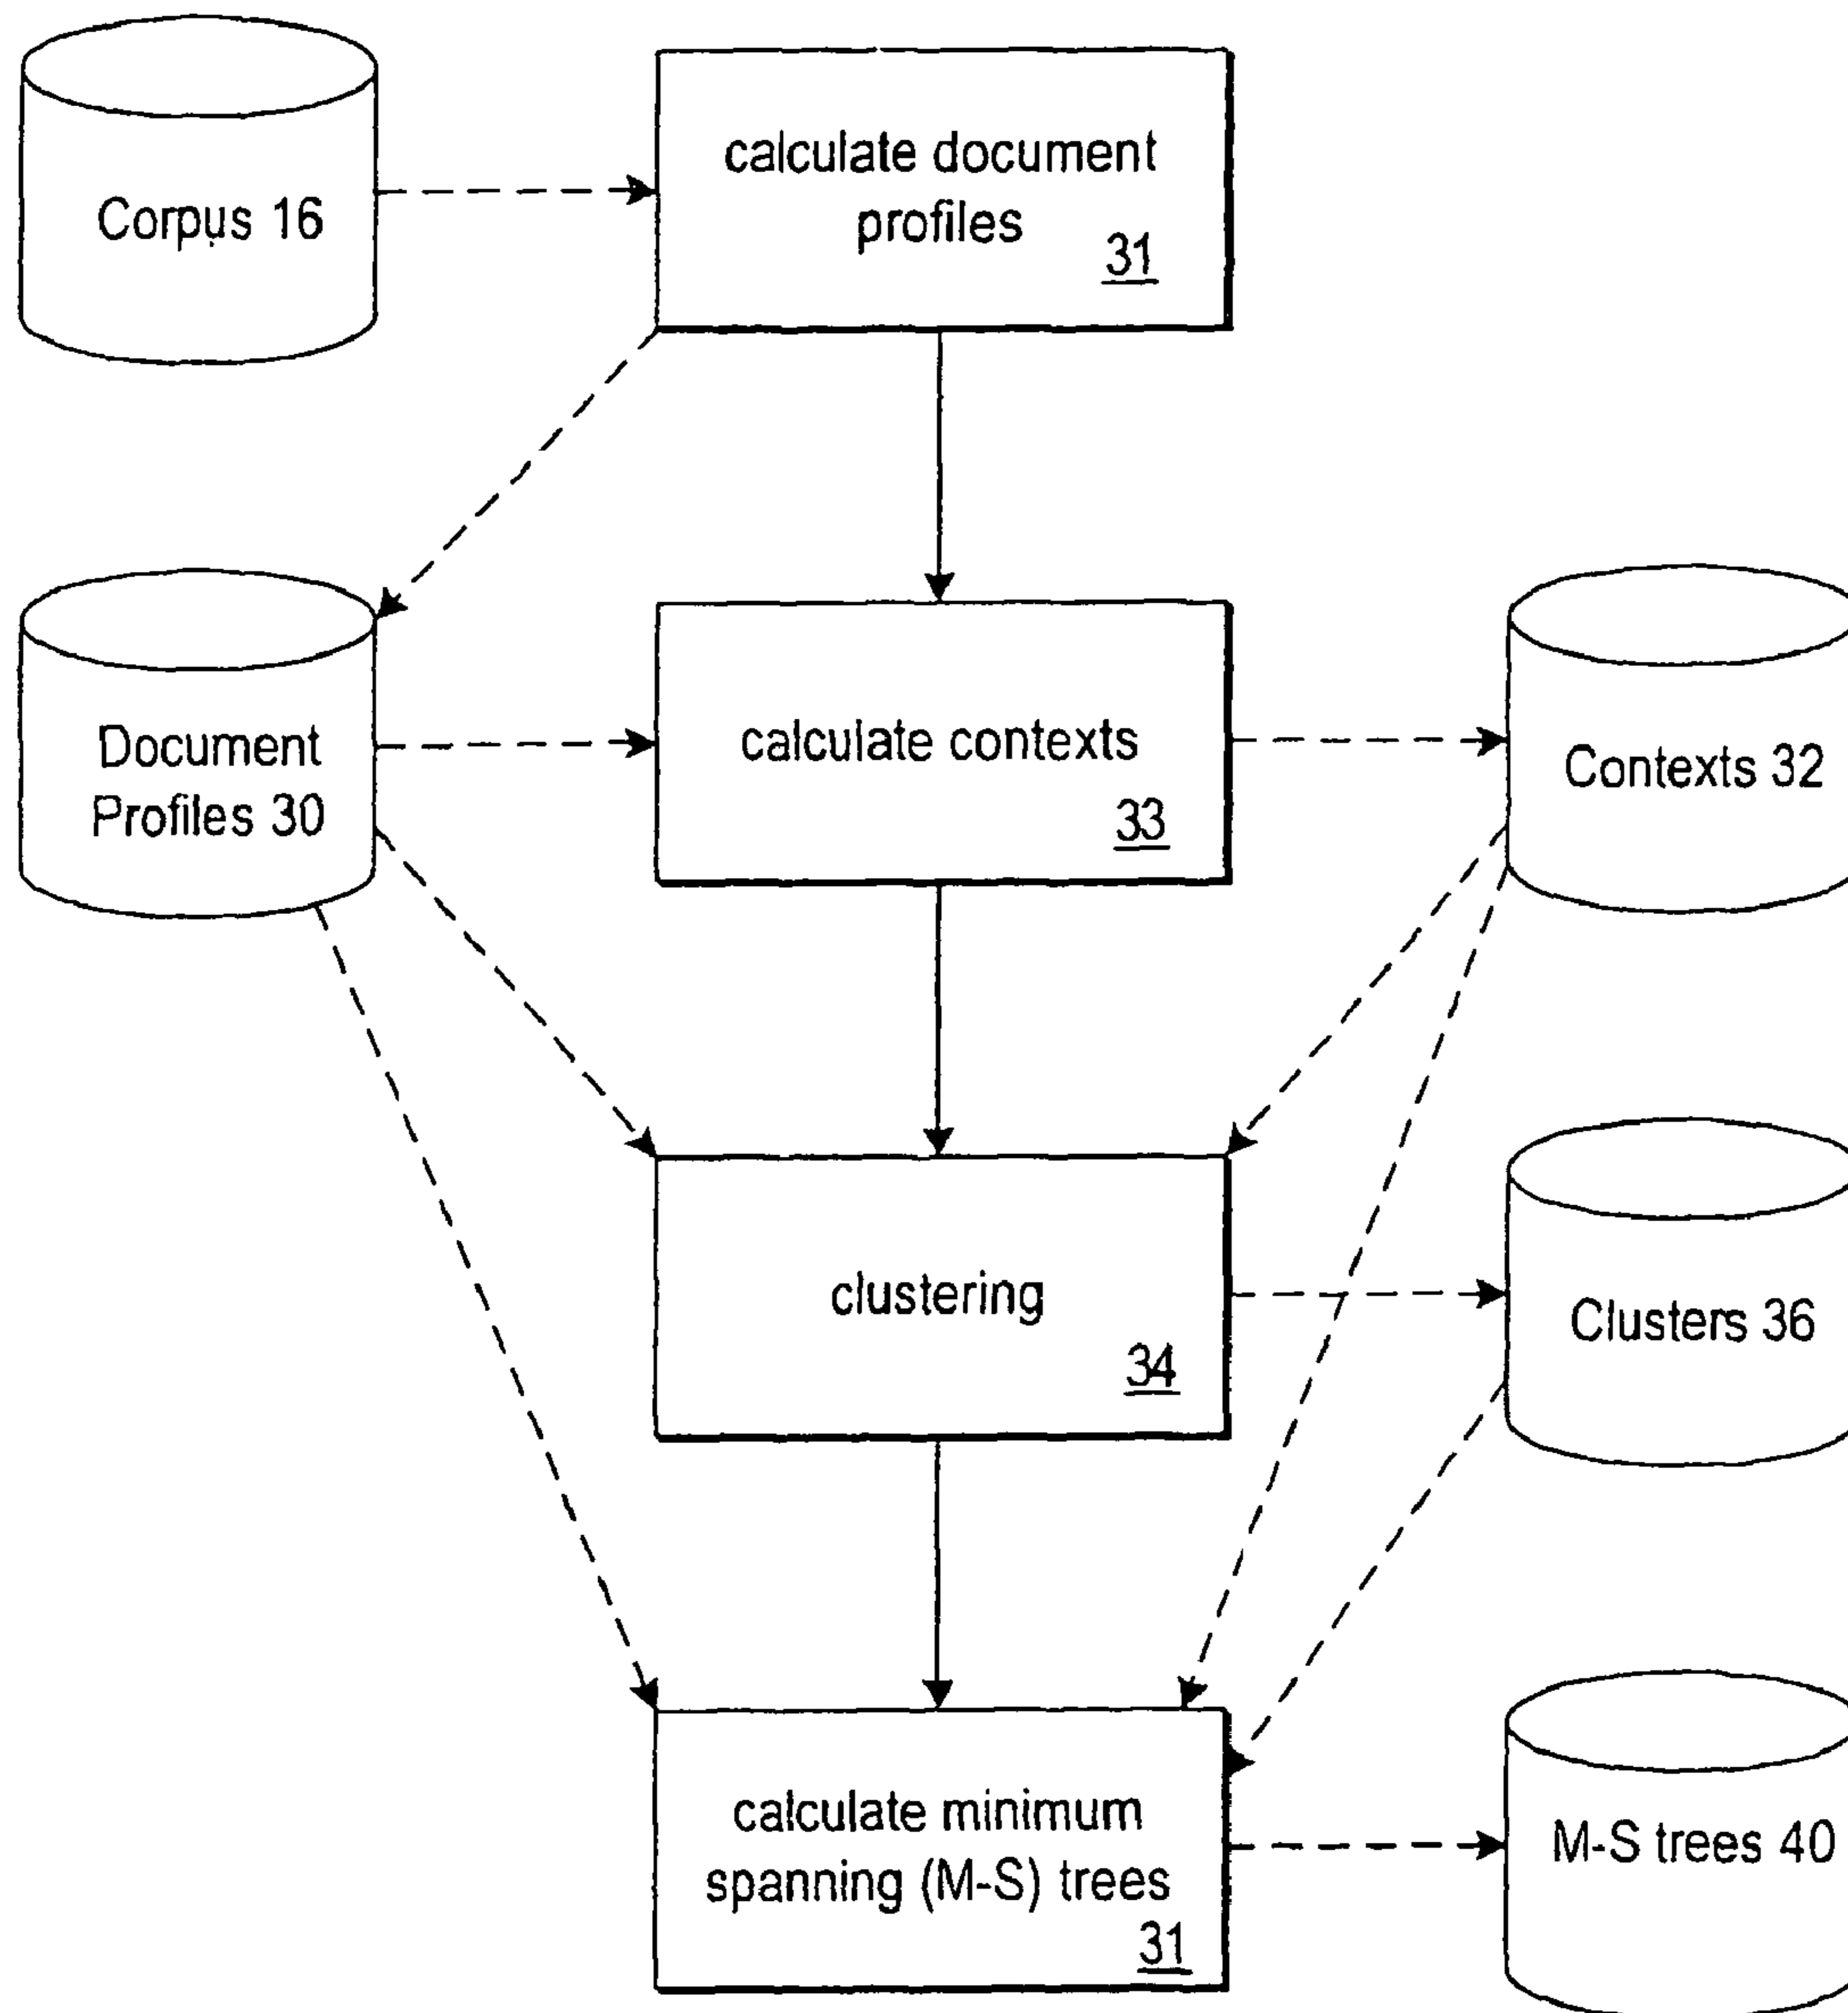 Corpus 16
calculate document
profiles
31
Document
Profiles 30
calculate contexts
33
Contexts 32
clustering
34
Clusters 36
calculate minimum
spanning (M-S) trees
31
M-S trees 40